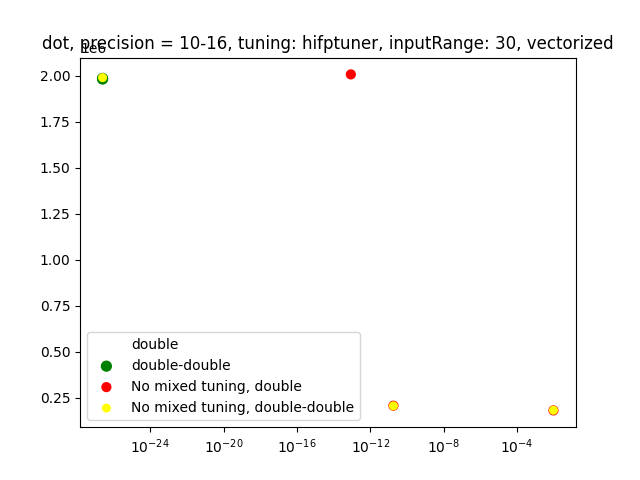 dot, precision = 10-16, tuning: hifptuner, inputRange: 30, vectorized
1e6
2.00
1.75
1.50
1.25
1.00
0.75
0.50
0.25
double
double-double
No mixed tuning, double
No mixed tuning, double-double
10⁻²⁴ 10⁻²⁰ 10⁻¹⁶ 10⁻¹² 10⁻⁸ 10⁻⁴